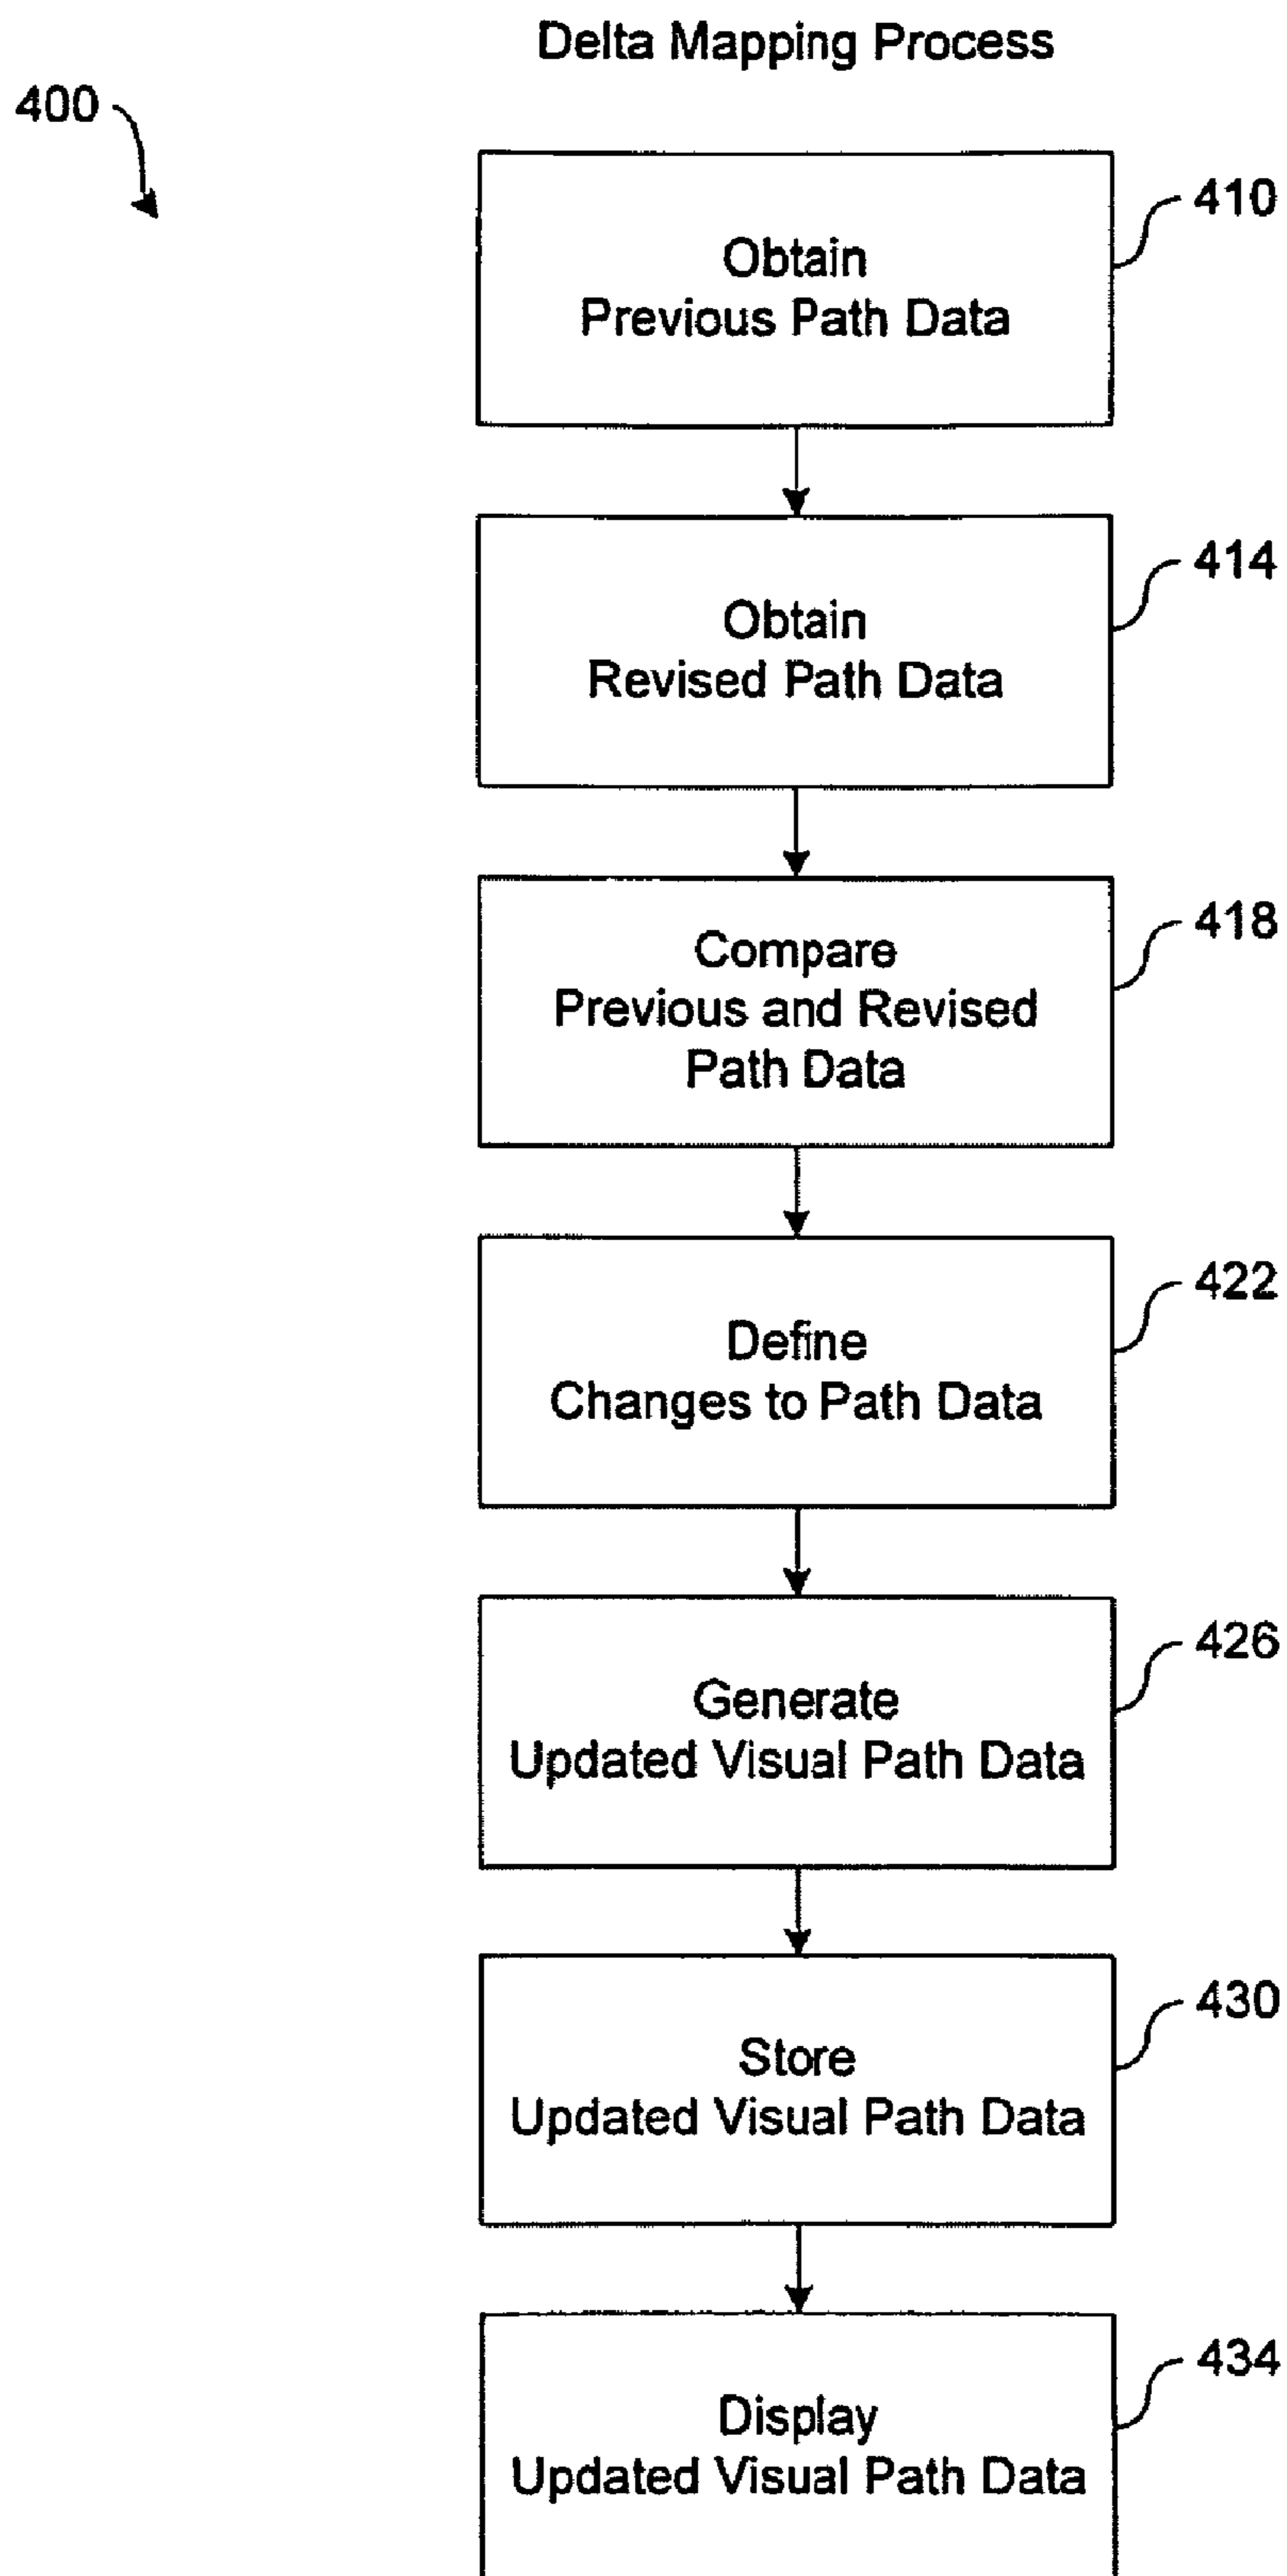 Delta Mapping Process
400
Obtain
Previous Path Data
410
Obtain
Revised Path Data
414
Compare
Previous and Revised
Path Data
418
Define
Changes to Path Data
422
Generate
Updated Visual Path Data
426
Store
Updated Visual Path Data
430
Display
Updated Visual Path Data
434